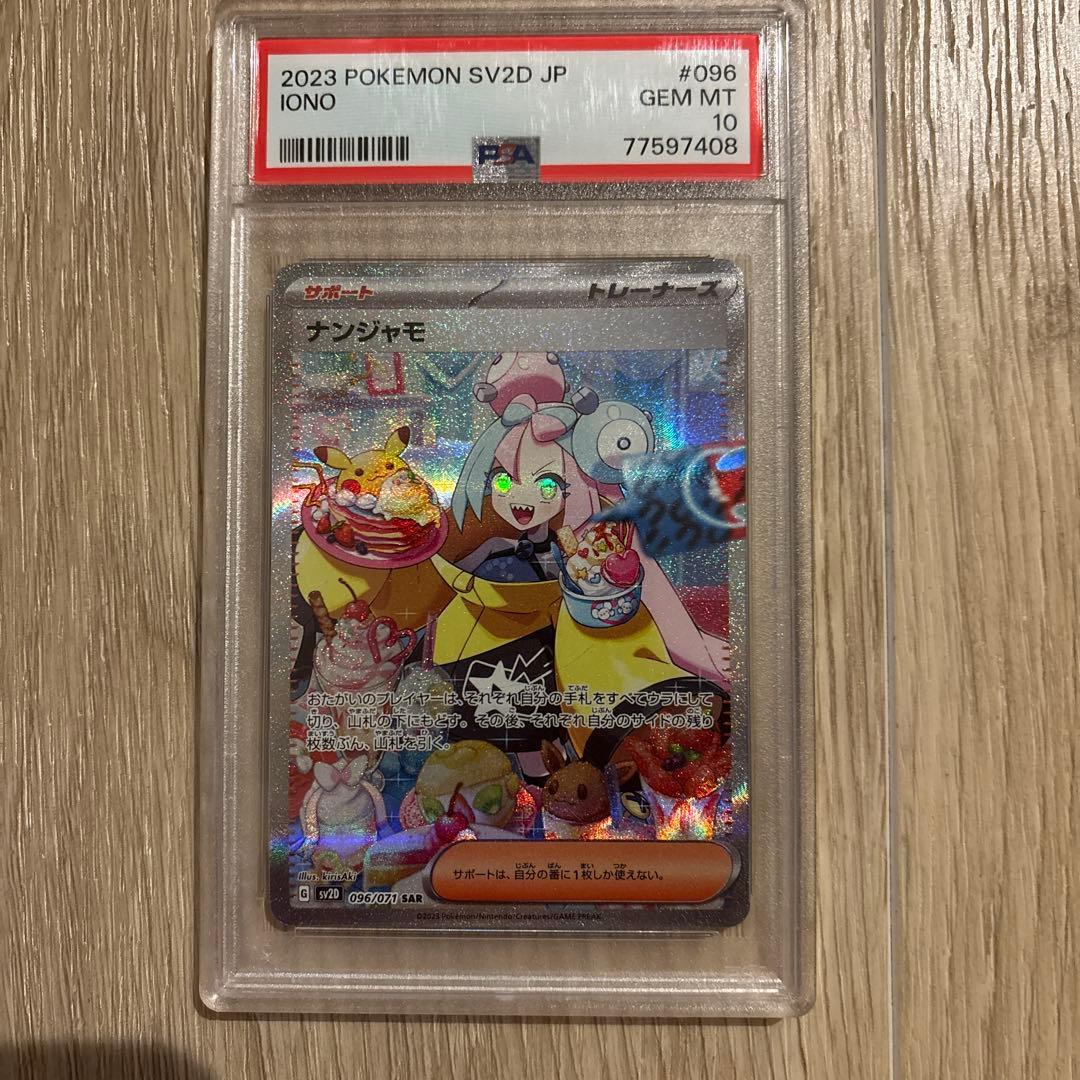 2023 POKEMON SV2D JP #096
IONO GEM MT
10
PSA 77597408
サポート トレーナーズ
ナンジャモ
おたがいのプレイヤーは、それぞれ自分の手札をすべてウラにして
切り、山札の下にもどす。その後、それぞれ自分のサイドの残り
枚数ぶん、山札を引く。
サポートは、自分の番に1枚しか使えない。
Illus. kirisAki
G SV2D 096/071 SAR
©2023 Pokémon/Nintendo/Creatures/GAME FREAK